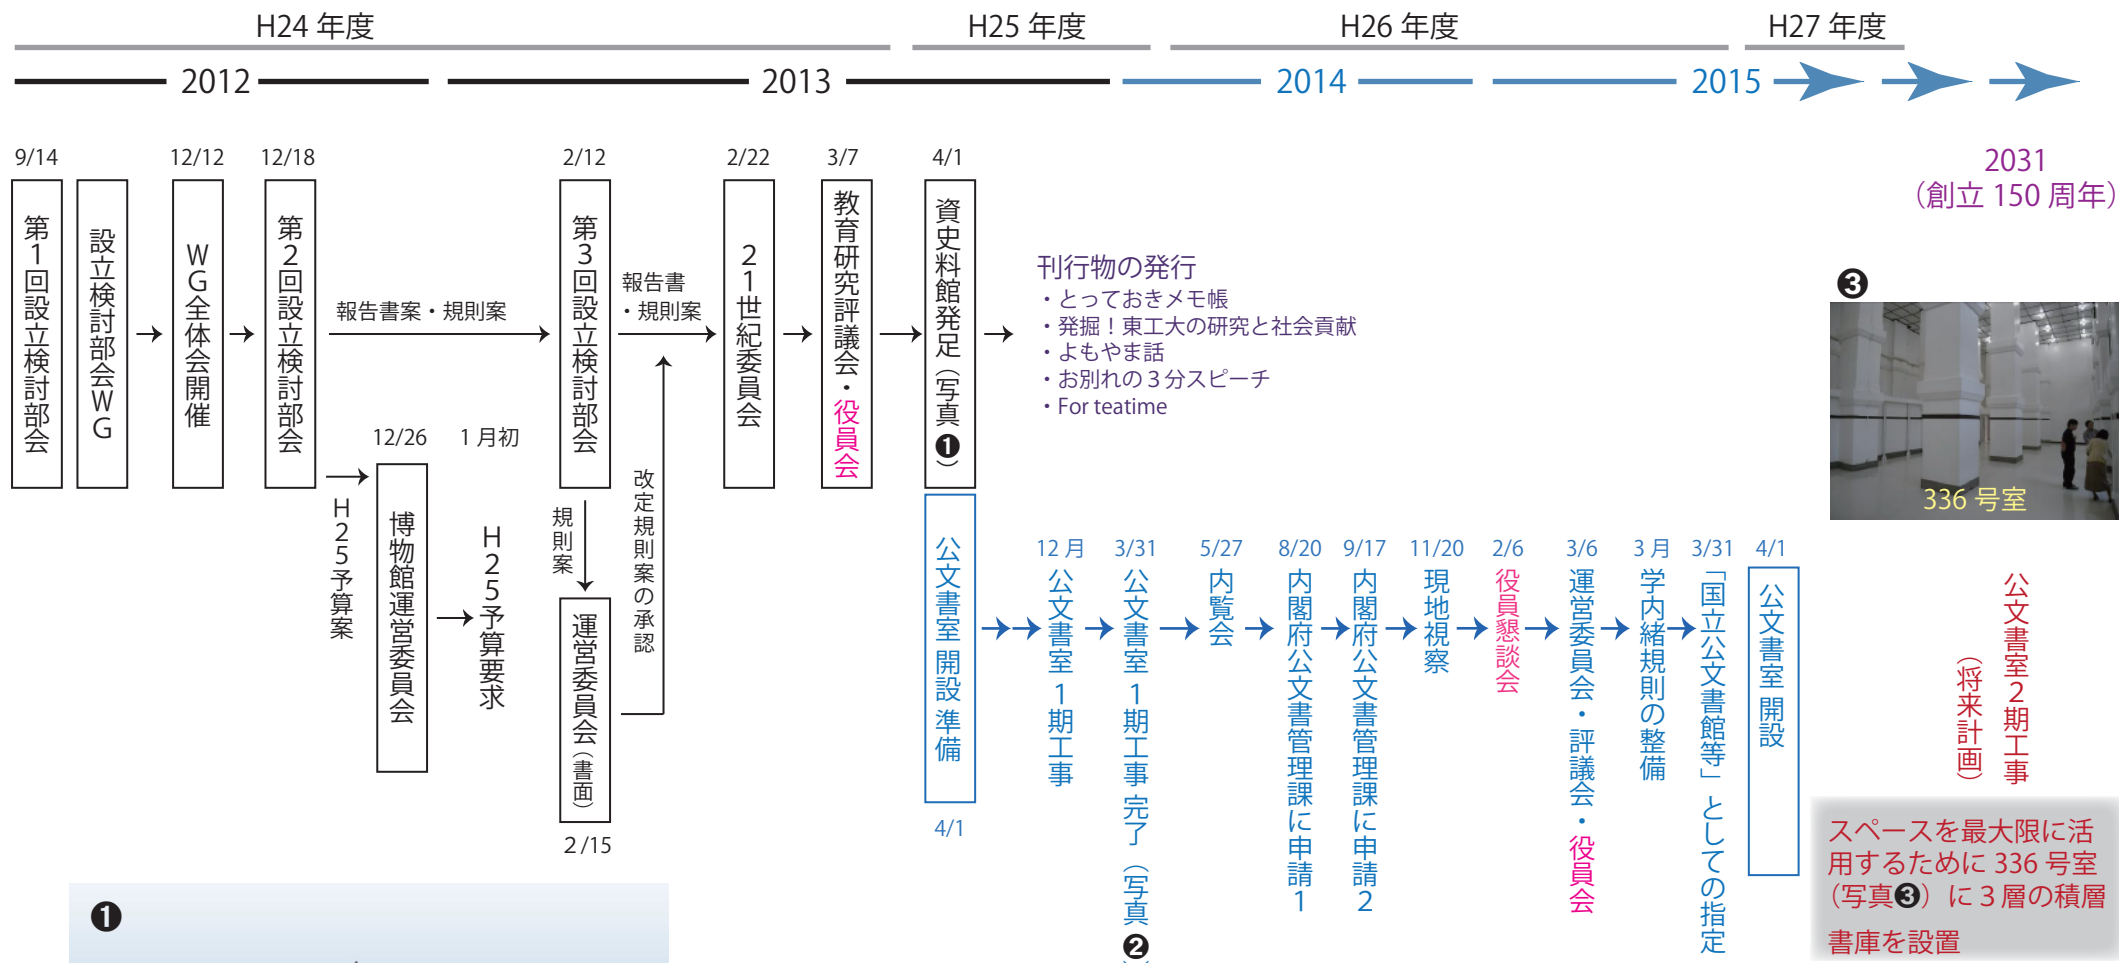 H24 年度
H25 年度
H26 年度
H27 年度
2012
2013
2014
2015
9/14
第1回設立検討部会
設立検討部会WG
12/12
WG全体会開催
12/18
第2回設立検討部会
報告書案・規則案
H25予算案
12/26
博物館運営委員会
1 月初
H25予算要求
2/12
第3回設立検討部会
規則案
運営委員会（書面）
2 /15
改定規則案の承認
報告書
・規則案
2/22
21世紀委員会
3/7
教育研究評議会・役員会
4/1
資史料館発足（写真❶）
刊行物の発行
・とっておきメモ帳
・発掘！東工大の研究と社会貢献
・よもやま話
・お別れの 3 分スピーチ
・For teatime
公文書室 開設 準備
4/1
12 月
公文書室 1期工事
3/31
公文書室 1期工事 完了（写真❷）
5/27
内覧会
8/20
内閣府公文書管理課に申請1
9/17
内閣府公文書管理課に申請2
11/20
現地視察
2/6
役員懇談会
3/6
運営委員会・評議会・役員会
3 月
学内緒規則の整備
3/31
「国立公文書館等」としての指定
4/1
公文書室 開設
2031
（創立 150 周年）
❸
336 号室
公文書室2期工事
（将来計画）
スペースを最大限に活
用するために 336 号室
（写真❸）に 3 層の積層
書庫を設置
❶